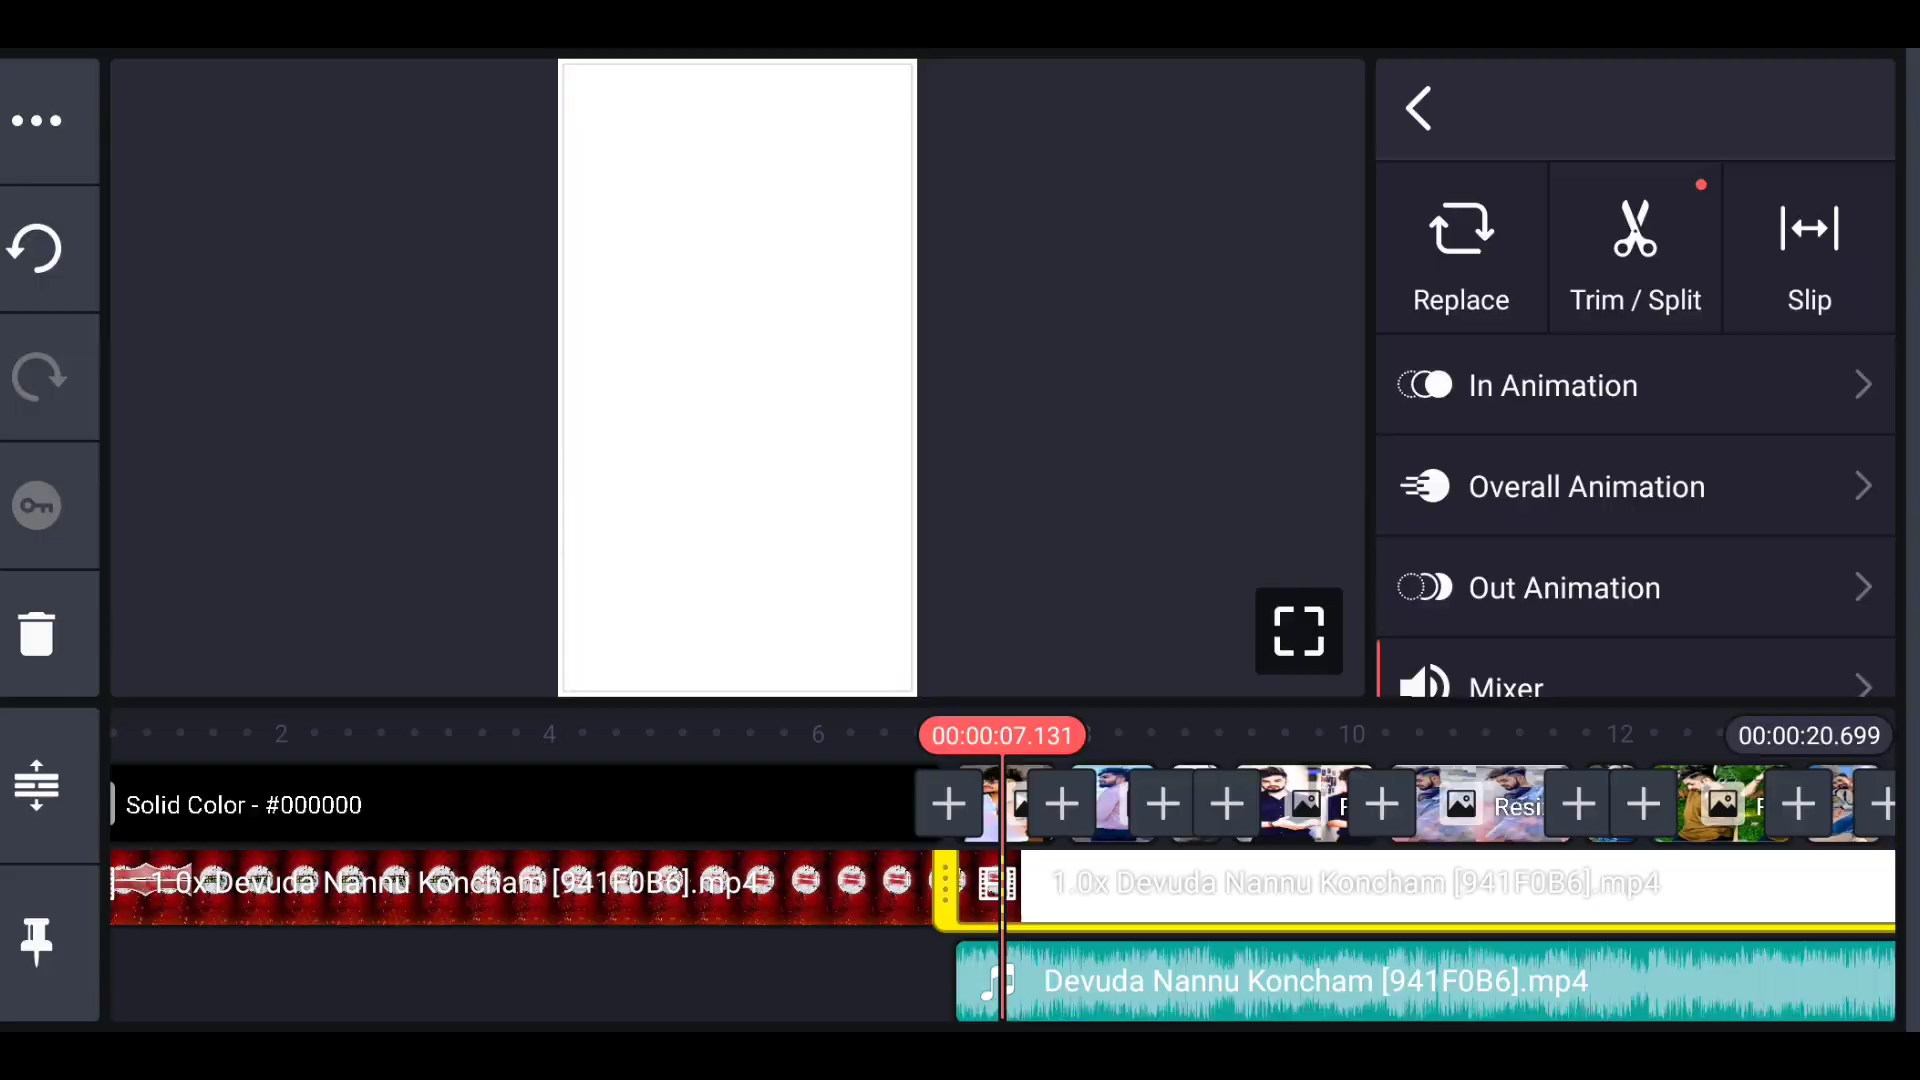 Replace
Trim / Split
Slip
In Animation
Overall Animation
Out Animation
Mixer
2
4
6
00:00:07.131
10
12
00:00:20.699
Solid Color - #000000
Resi
1.0x Devuda Nannu Koncham [941F0B6].mp4
1.0x Devuda Nannu Koncham [941F0B6].mp4
Devuda Nannu Koncham [941F0B6].mp4